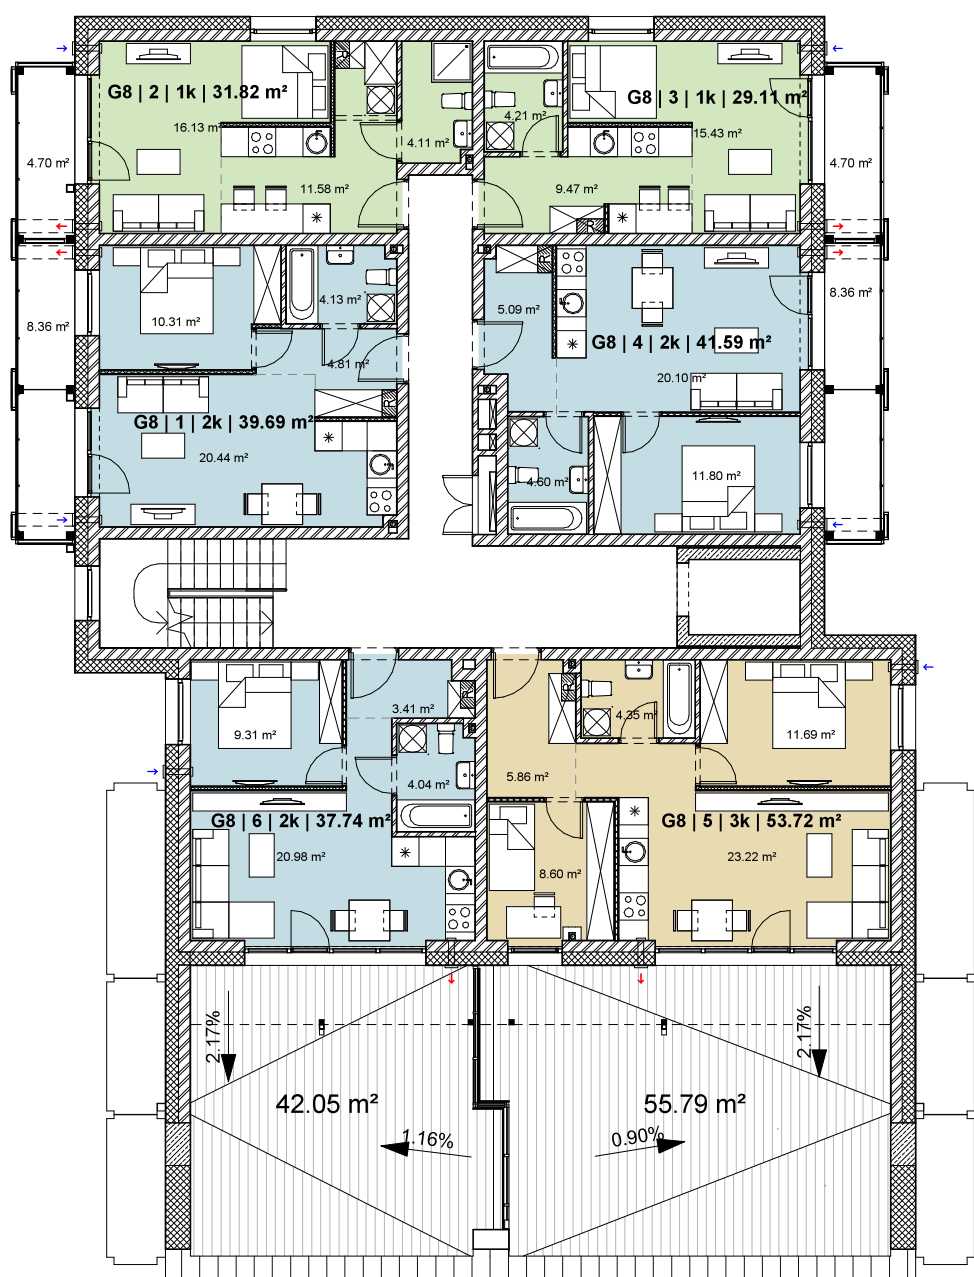 G8 | 2 | 1k | 31.82 m²
16.13 m²
4.11 m²
11.58 m²
4.70 m²
G8 | 3 | 1k | 29.11 m²
4.21 m²
15.43 m²
9.47 m²
4.70 m²
8.36 m²
10.31 m²
4.13 m²
4.81 m²
G8 | 1 | 2k | 39.69 m²
20.44 m²
R
R
R
5.09 m²
8.36 m²
G8 | 4 | 2k | 41.59 m²
20.10 m²
4.60 m²
11.80 m²
R
R
9.31 m²
3.41 m²
4.04 m²
G8 | 6 | 2k | 37.74 m²
20.98 m²
R
4.35 m²
11.69 m²
5.86 m²
G8 | 5 | 3k | 53.72 m²
23.22 m²
8.60 m²
2.17%
2.17%
42.05 m²
55.79 m²
1.16%
0.90%